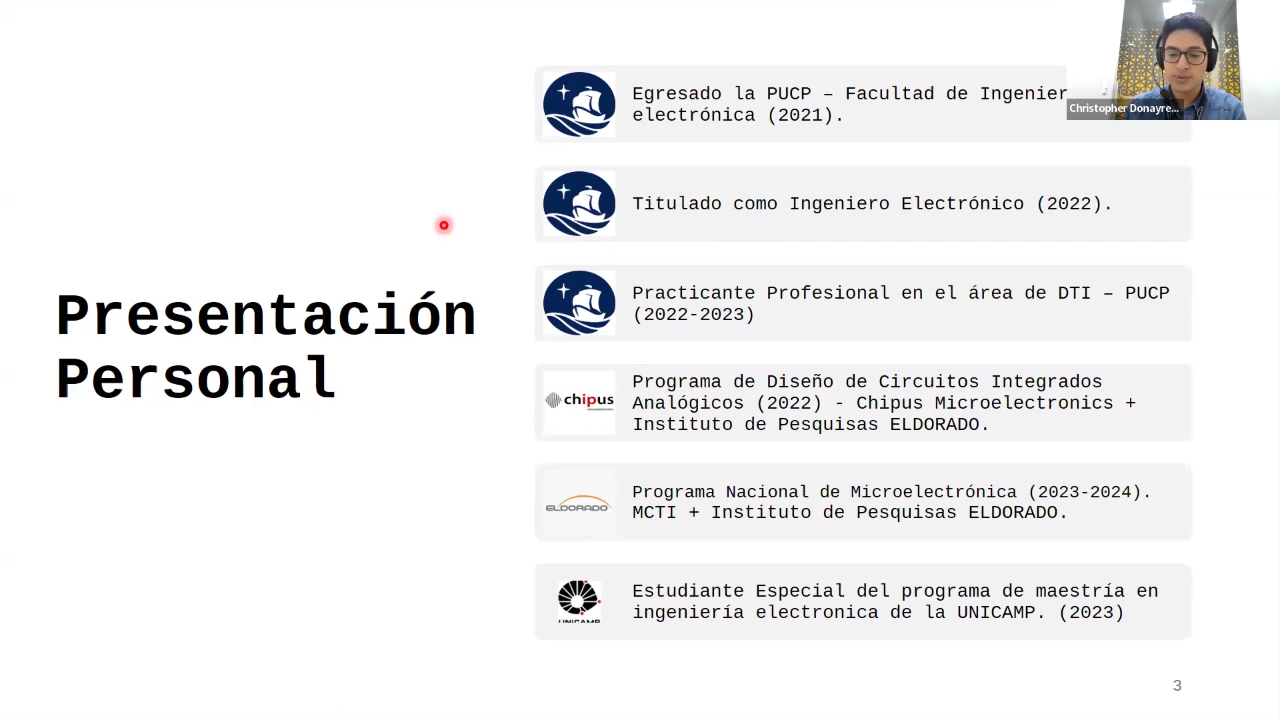 Presentación
Personal
Egresado la PUCP – Facultad de Ingenier
electrónica (2021).
Titulado como Ingeniero Electrónico (2022).
Practicante Profesional en el área de DTI – PUCP
(2022-2023)
chipus
Programa de Diseño de Circuitos Integrados
Analógicos (2022) - Chipus Microelectronics +
Instituto de Pesquisas ELDORADO.
ELDORADO
Programa Nacional de Microelectrónica (2023-2024).
MCTI + Instituto de Pesquisas ELDORADO.
UNICAMP
Estudiante Especial del programa de maestría en
ingeniería electronica de la UNICAMP. (2023)
Christopher Donayre...
3